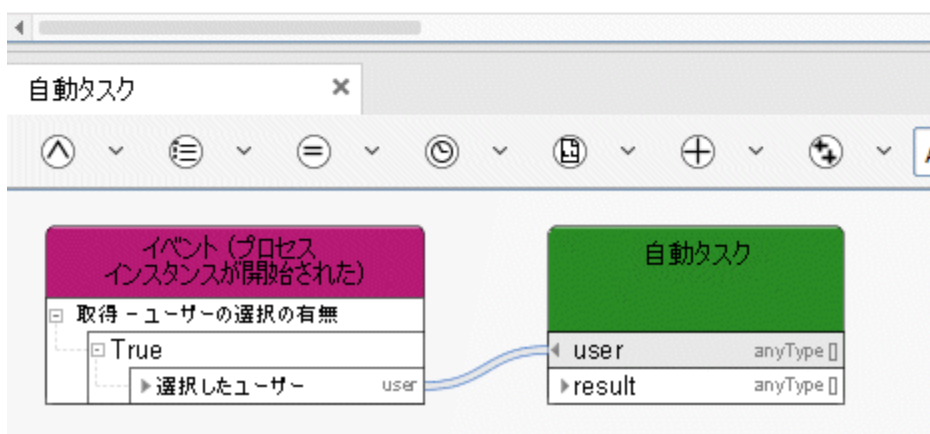 自動タスク
イベント (プロセス
インスタンスが開始された)
取得 - ユーザーの選択の有無
True
選択したユーザー user
自動タスク
user anyType []
result anyType []